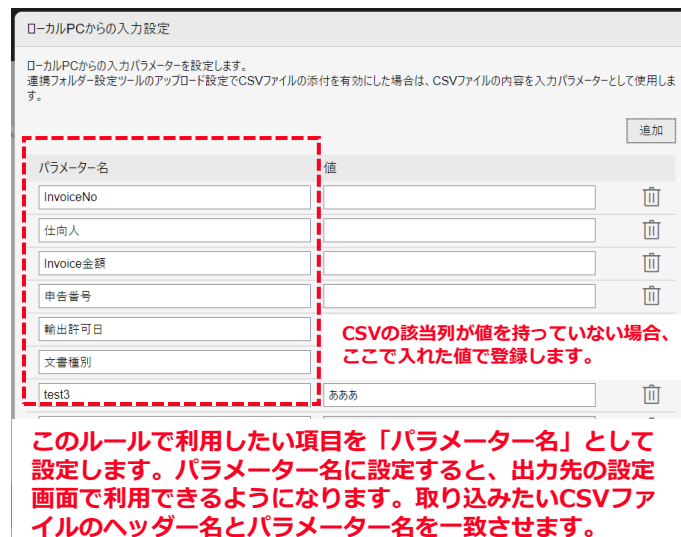 ローカルPCからの入力設定
ローカルPCからの入力パラメーターを設定します。
連携フォルダー設定ツールのアップロード設定でCSVファイルの添付を有効にした場合は、CSVファイルの内容を入力パラメーターとして使用しま
す。
追加
パラメーター名 値
InvoiceNo
仕向人
Invoice金額
申告番号
輸出許可日
文書種別
CSVの該当列が値を持っていない場合、
ここで入れた値で登録します。
test3 あああ
このルールで利用したい項目を「パラメーター名」として
設定します。パラメーター名に設定すると、出力先の設定
画面で利用できるようになります。取り込みたいCSVファ
イルのヘッダー名とパラメーター名を一致させます。